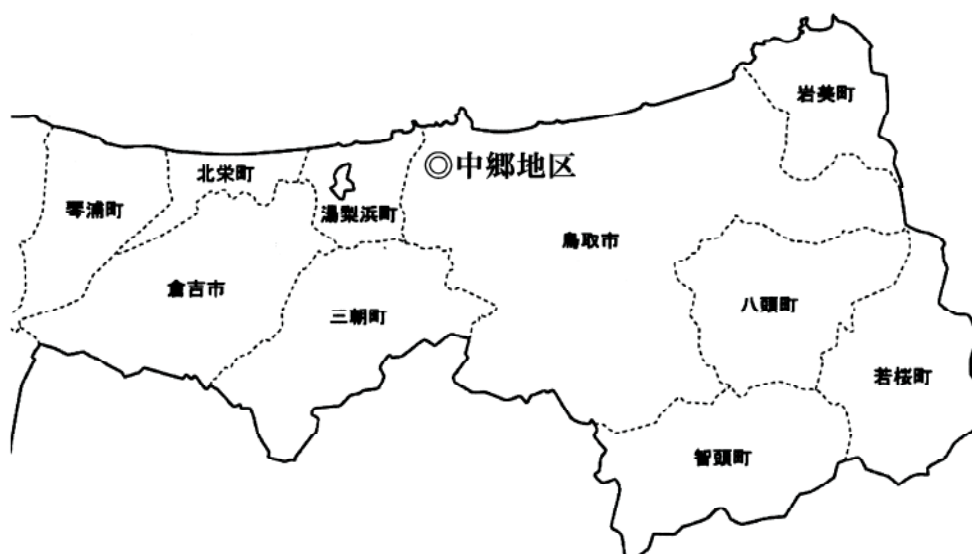 岩美町
◎中郷地区
北栄町
琴浦町
湯梨浜町
鳥取市
倉吉市
三朝町
八頭町
若桜町
智頭町